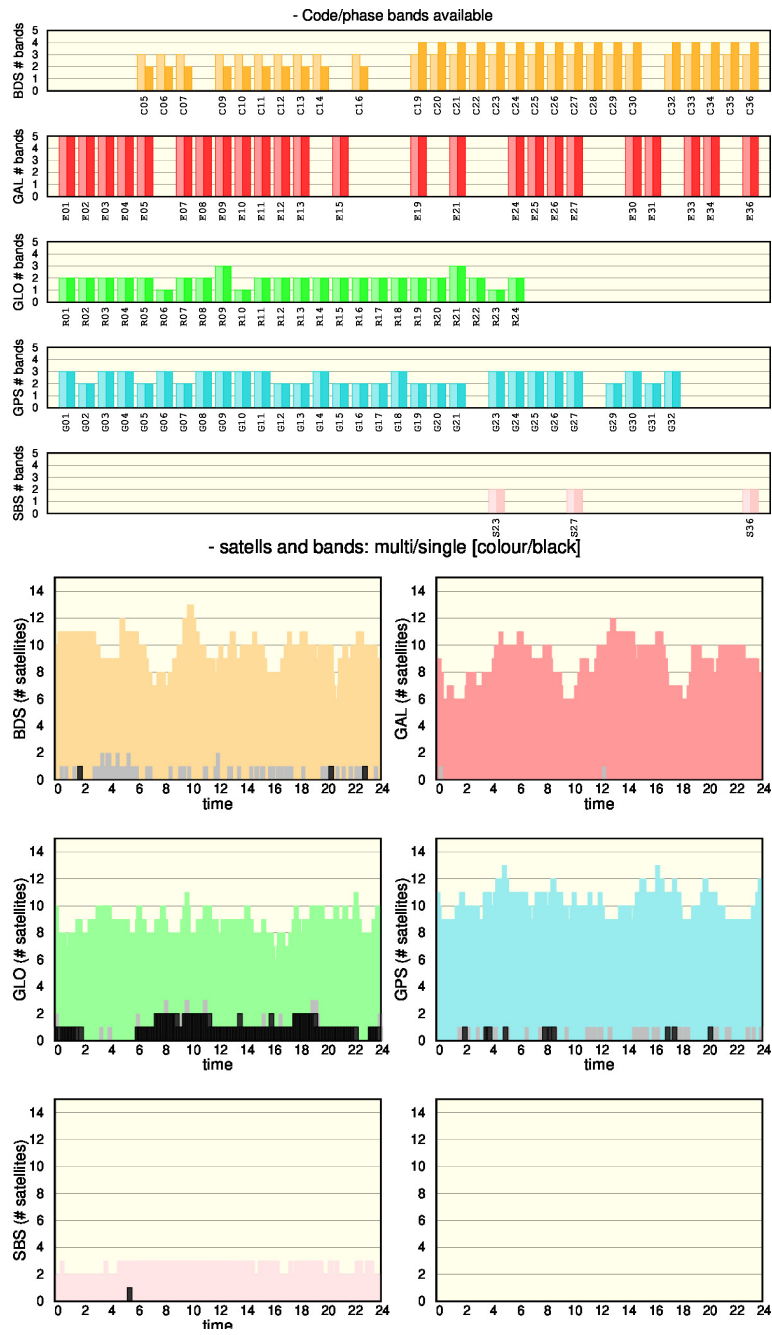 - Code/phase bands available
BDS # bands
5
4
3
2
1
0
C05 C06 C07 C09 C10 C11 C12 C13 C14 C16 C19 C20 C21 C22 C23 C24 C25 C26 C27 C28 C29 C30 C32 C33 C34 C35 C36
GAL # bands
5
4
3
2
1
0
E01 E02 E03 E04 E05 E07 E08 E09 E10 E11 E12 E13 E15 E19 E21 E24 E25 E26 E27 E30 E31 E33 E34 E36
GLO # bands
5
4
3
2
1
0
R01 R02 R03 R04 R05 R06 R07 R08 R09 R10 R11 R12 R13 R14 R15 R16 R17 R18 R19 R20 R21 R22 R23 R24
GPS # bands
5
4
3
2
1
0
G01 G02 G03 G04 G05 G06 G07 G08 G09 G10 G11 G12 G13 G14 G15 G16 G17 G18 G19 G20 G21 G23 G24 G25 G26 G27 G29 G30 G31 G32
SBS # bands
5
4
3
2
1
0
S23 S27 S36
- satells and bands: multi/single [colour/black]
BDS (# satellites)
14
12
10
8
6
4
2
0
0 2 4 6 8 10 12 14 16 18 20 22 24
time
GAL (# satellites)
14
12
10
8
6
4
2
0
0 2 4 6 8 10 12 14 16 18 20 22 24
time
GLO (# satellites)
14
12
10
8
6
4
2
0
0 2 4 6 8 10 12 14 16 18 20 22 24
time
GPS (# satellites)
14
12
10
8
6
4
2
0
0 2 4 6 8 10 12 14 16 18 20 22 24
time
SBS (# satellites)
14
12
10
8
6
4
2
0
0 2 4 6 8 10 12 14 16 18 20 22 24
time
14
12
10
8
6
4
2
0
0 2 4 6 8 10 12 14 16 18 20 22 24